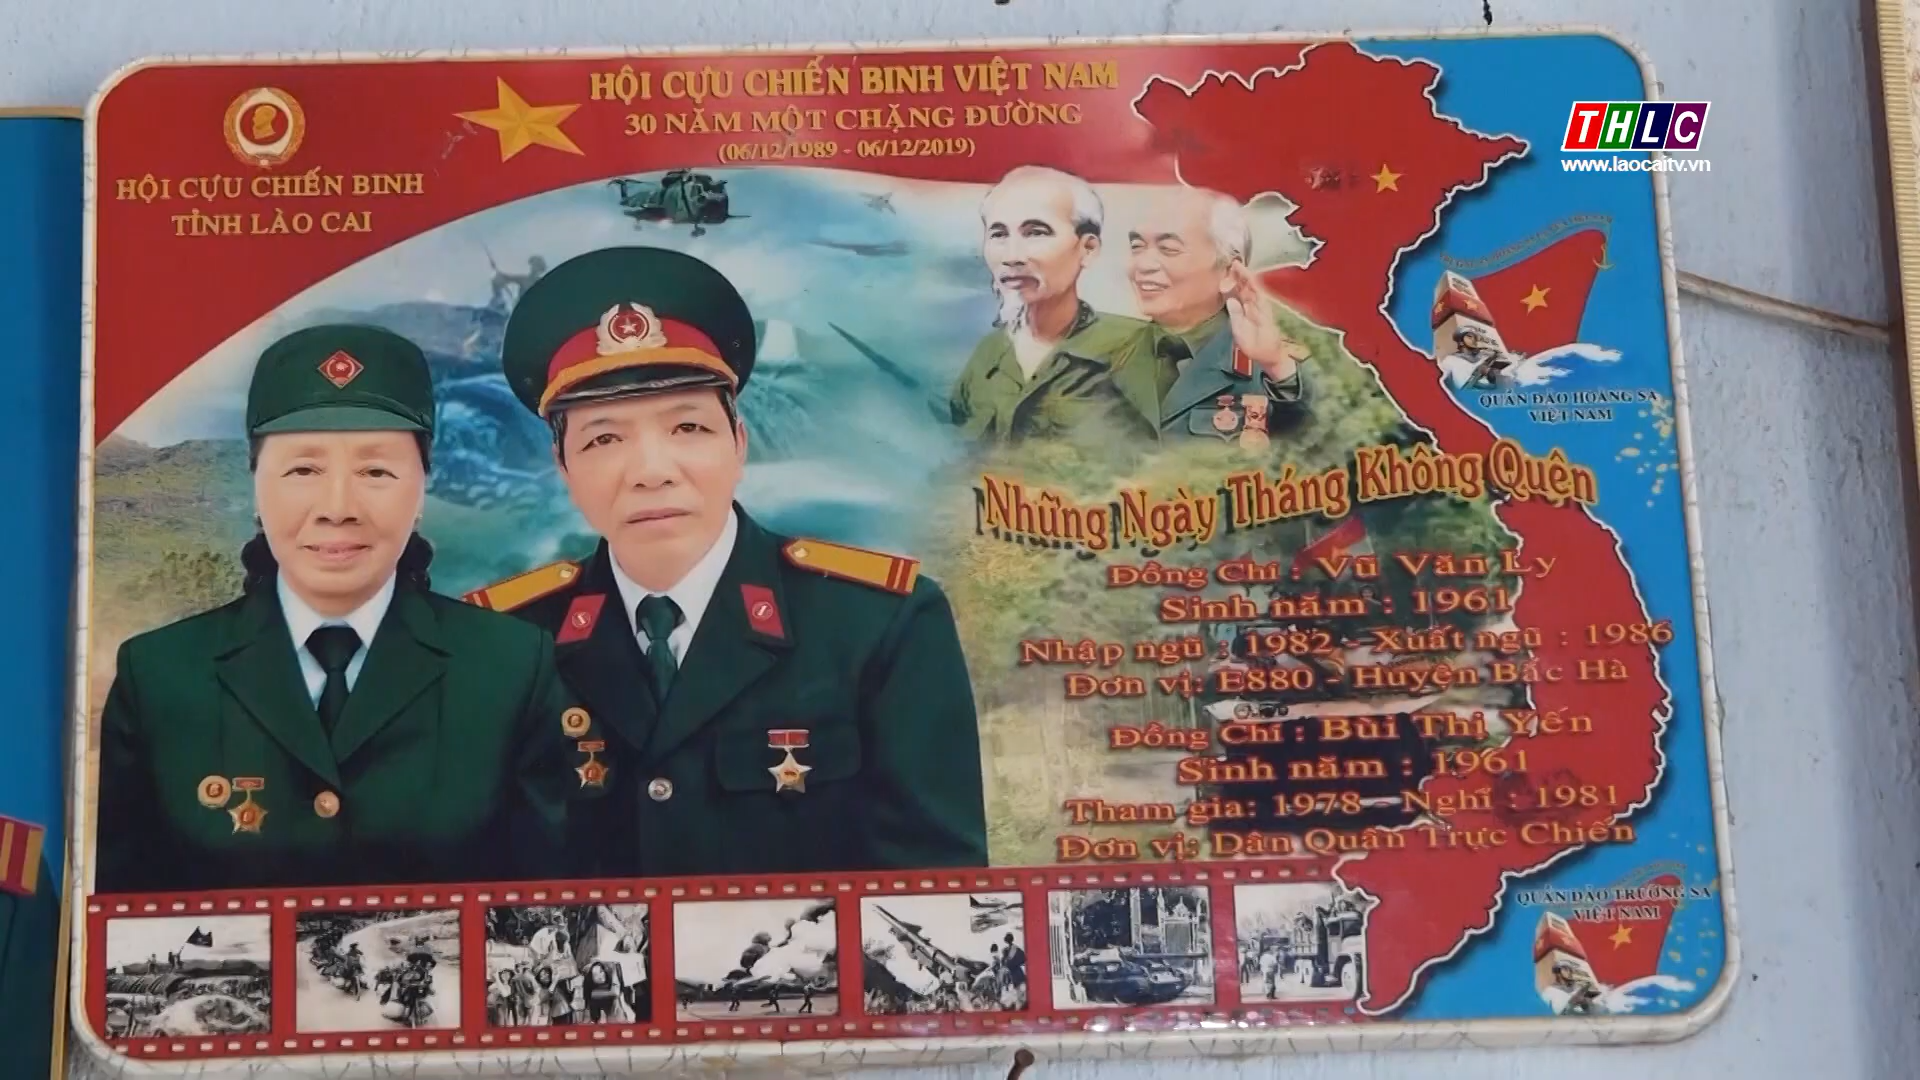 HỘI CỰU CHIẾN BINH VIỆT NAM
30 NĂM MỘT CHẶNG ĐƯỜNG
(06/12/1989 - 06/12/2019)
HỘI CỰU CHIẾN BINH
TỈNH LÀO CAI
THLC
www.laocaitv.vn
QUẦN ĐẢO HOÀNG SA
VIỆT NAM
Những Ngày Tháng Không Quên
Đồng Chí : Vũ Văn Ly
Sinh năm : 1961
Nhập ngũ : 1982 - Xuất ngũ : 1986
Đơn vị: E880 - Huyện Bắc Hà
Đồng Chí : Bùi Thị Yến
Sinh năm : 1961
Tham gia: 1978 - Nghỉ : 1981
Đơn vị: Dân Quân Trực Chiến
QUẦN ĐẢO TRƯỜNG SA
VIỆT NAM